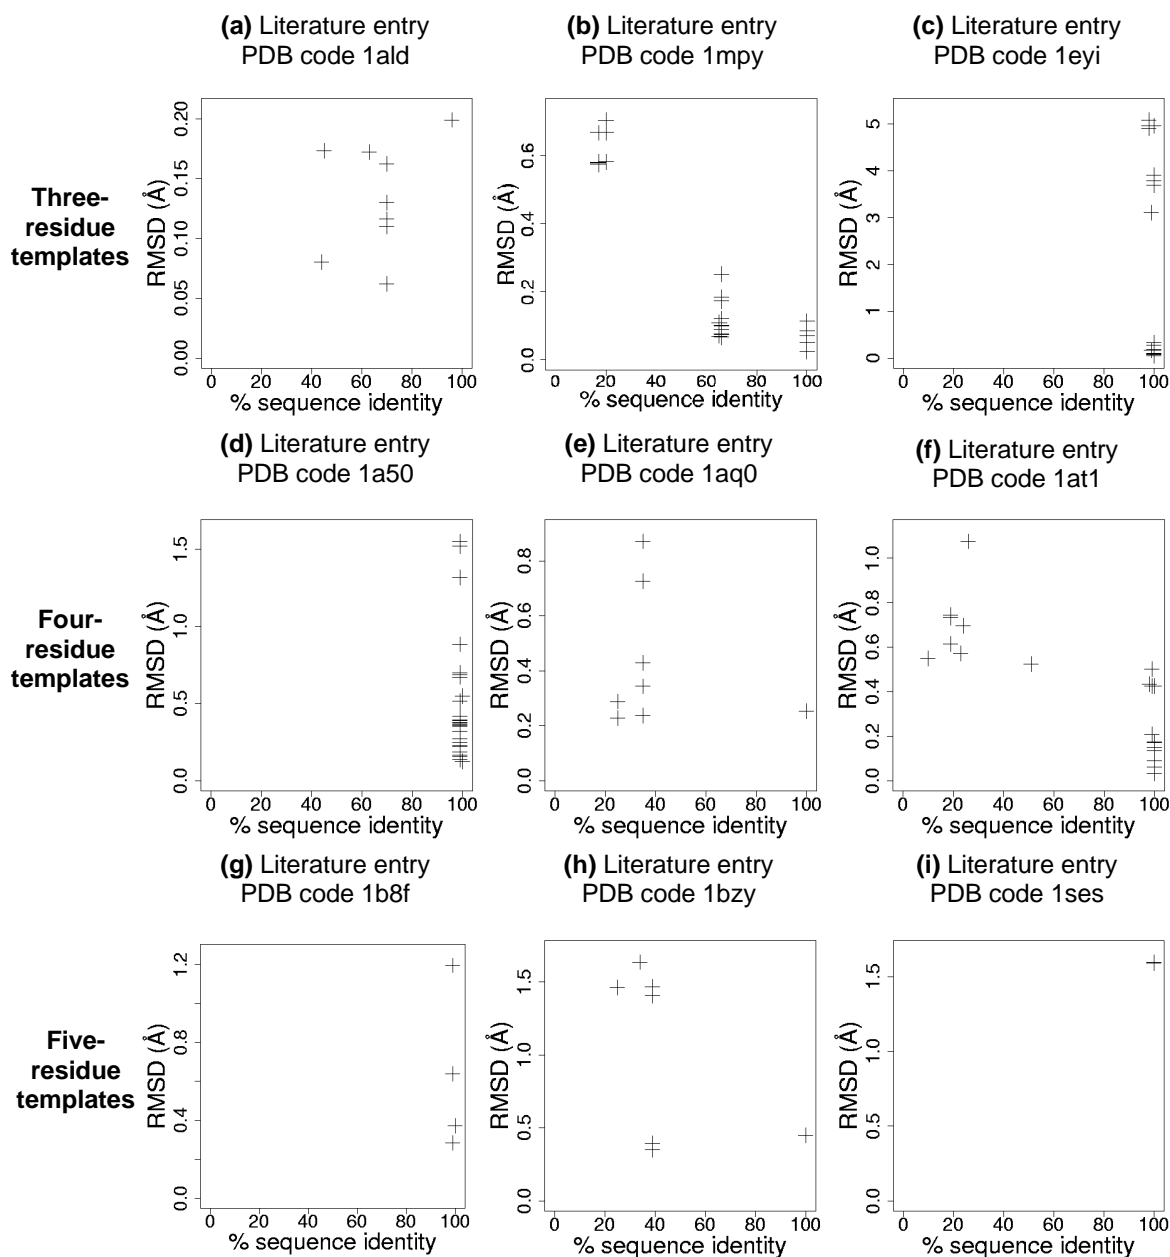 (a) Literature entry
PDB code 1ald
(b) Literature entry
PDB code 1mpy
(c) Literature entry
PDB code 1eyi
Three-
residue
templates
RMSD (Å)
0.20
0.15
0.10
0.05
0.00
0 20 40 60 80 100
% sequence identity
RMSD (Å)
0.6
0.4
0.2
0.0
0 20 40 60 80 100
% sequence identity
RMSD (Å)
5
4
3
2
1
0
0 20 40 60 80 100
% sequence identity
(d) Literature entry
PDB code 1a50
(e) Literature entry
PDB code 1aq0
(f) Literature entry
PDB code 1at1
Four-
residue
templates
RMSD (Å)
1.5
1.0
0.5
0.0
0 20 40 60 80 100
% sequence identity
RMSD (Å)
0.8
0.6
0.4
0.2
0.0
0 20 40 60 80 100
% sequence identity
RMSD (Å)
1.0
0.8
0.6
0.4
0.2
0.0
0 20 40 60 80 100
% sequence identity
(g) Literature entry
PDB code 1b8f
(h) Literature entry
PDB code 1bzy
(i) Literature entry
PDB code 1ses
Five-
residue
templates
RMSD (Å)
1.2
0.8
0.4
0.0
0 20 40 60 80 100
% sequence identity
RMSD (Å)
1.5
1.0
0.5
0.0
0 20 40 60 80 100
% sequence identity
RMSD (Å)
1.5
1.0
0.5
0.0
0 20 40 60 80 100
% sequence identity